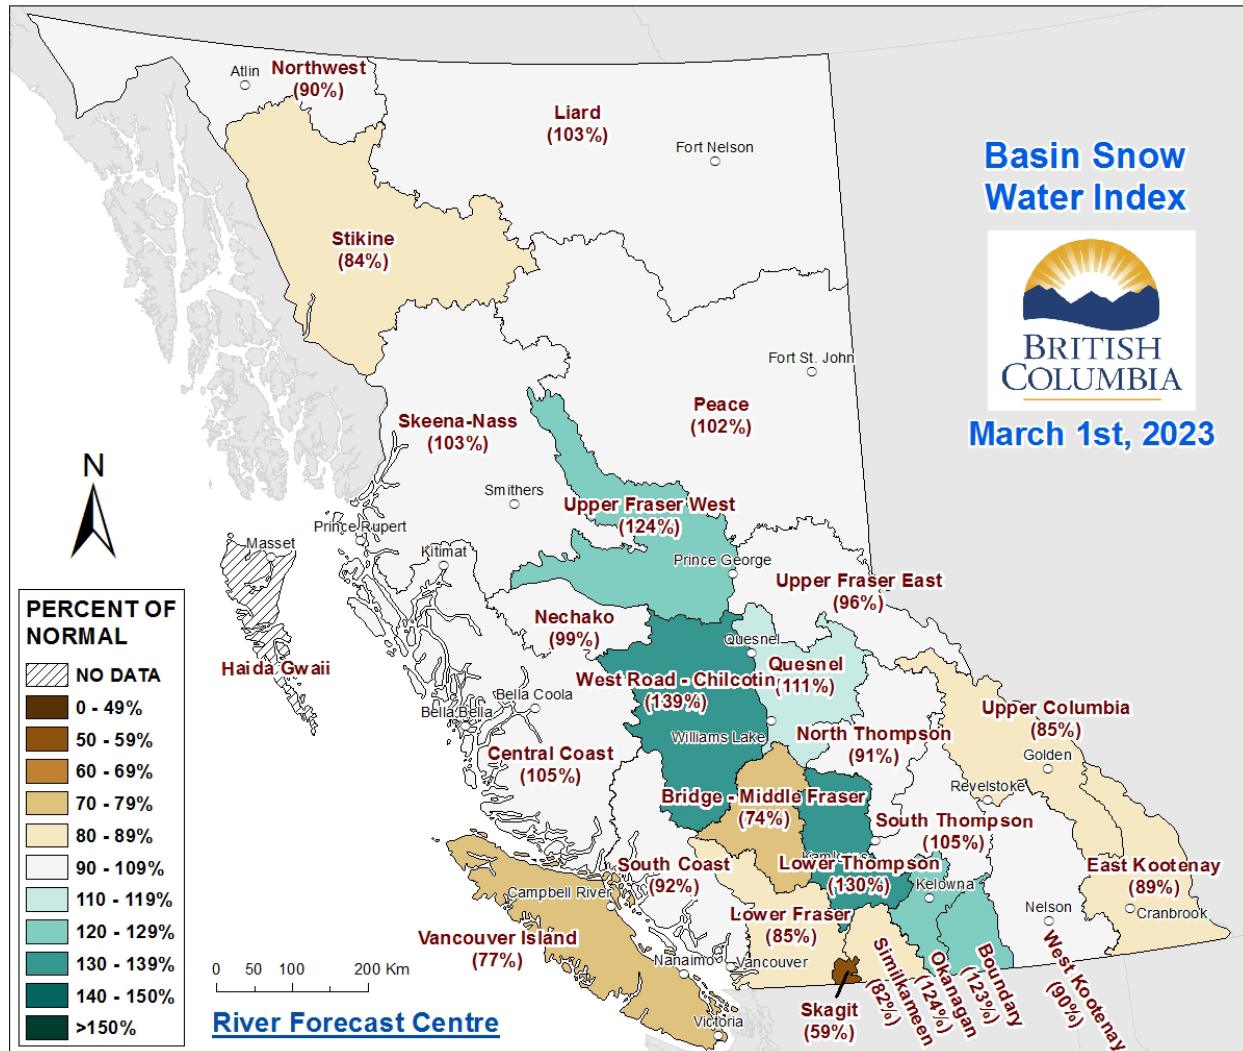 Atlin
Northwest
(90%)
Liard
(103%)
Fort Nelson
Basin Snow
Water Index
BRITISH
COLUMBIA
March 1st, 2023
Stikine
(84%)
Fort St. John
Peace
(102%)
Skeena-Nass
(103%)
Smithers
Upper Fraser West
(124%)
Prince George
N
Prince Rupert
Masset
Kitimat
Upper Fraser East
(96%)
Nechako
(99%)
Quesnel
Quesnel
(111%)
Haida Gwaii
West Road - Chilcotin
(139%)
Bella Coola
Bella Bella
Williams Lake
Central Coast
(105%)
North Thompson
(91%)
Upper Columbia
(85%)
Golden
Revelstoke
Bridge - Middle Fraser
(74%)
South Thompson
(105%)
South Coast
(92%)
Lower Thompson
(130%)
Kelowna
East Kootenay
(89%)
Cranbrook
Nelson
Campbell River
Lower Fraser
(85%)
Vancouver Island
(77%)
Nanaimo
Vancouver
Victoria
Skagit
(59%)
Similkameen
(82%)
Okanagan
(124%)
Boundary
(123%)
West Kootenay
(90%)
PERCENT OF
NORMAL
NO DATA
0 - 49%
50 - 59%
60 - 69%
70 - 79%
80 - 89%
90 - 109%
110 - 119%
120 - 129%
130 - 139%
140 - 150%
>150%
0 50 100 200 Km
River Forecast Centre